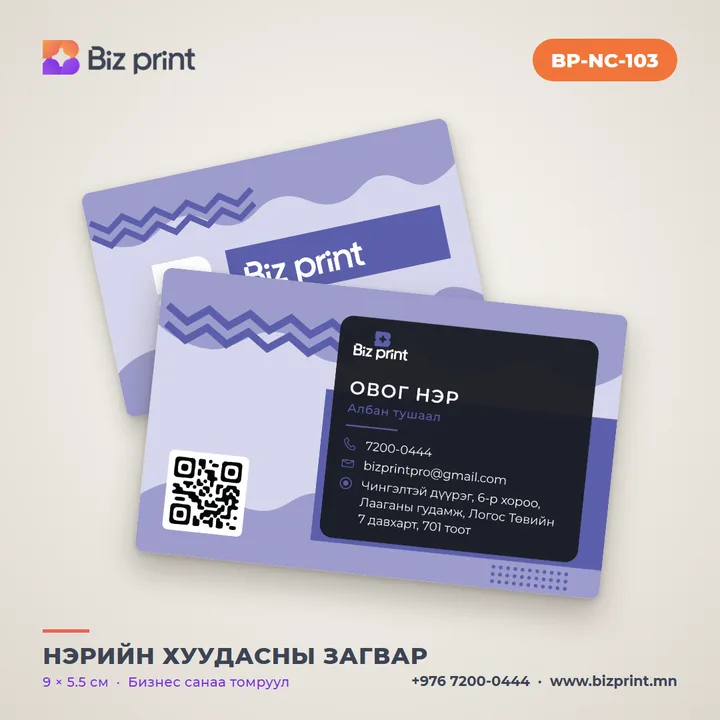 Biz print
BP-NC-103
Biz print
Biz print
ОВОГ НЭР
Албан тушаал
7200-0444
bizprintpro@gmail.com
Чингэлтэй дүүрэг, 6-р хороо,
Лааганы гудамж, Логос Төвийн
7 давхарт, 701 тоот
НЭРИЙН ХУУДАСНЫ ЗАГВАР
9 × 5.5 см · Бизнес санаа томруул
+976 7200-0444 · www.bizprint.mn